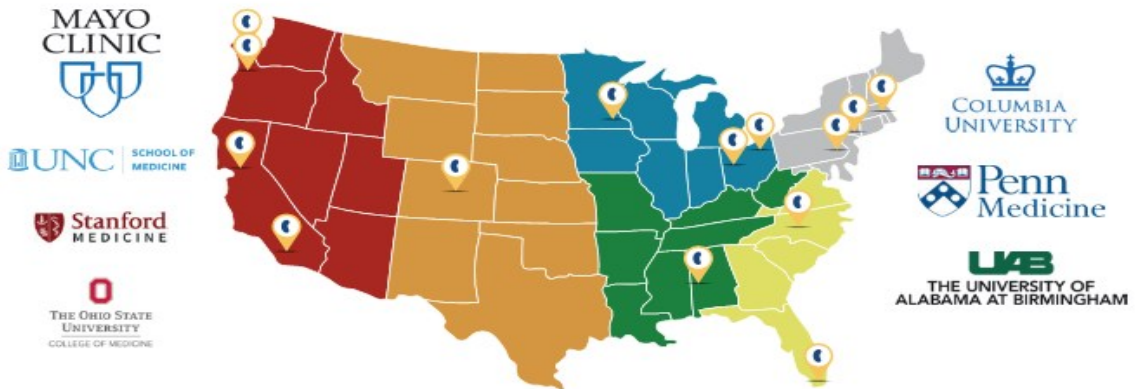 MAYO
CLINIC
UNC
SCHOOL OF
MEDICINE
Stanford
MEDICINE
THE OHIO STATE
UNIVERSITY
COLLEGE OF MEDICINE
COLUMBIA
UNIVERSITY
Penn
Medicine
UAB
THE UNIVERSITY OF
ALABAMA AT BIRMINGHAM